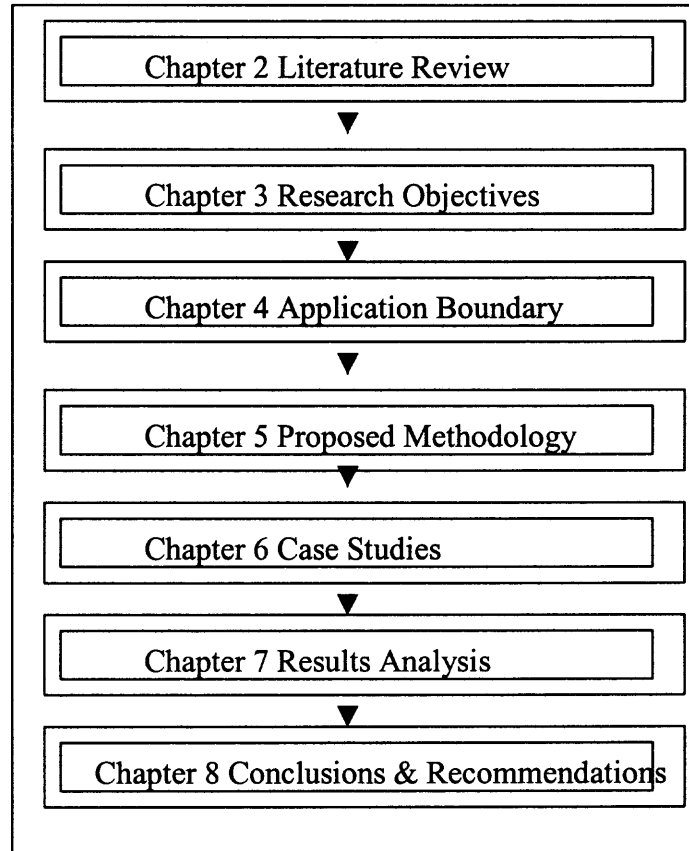 Chapter 2 Literature Review
Chapter 3 Research Objectives
Chapter 4 Application Boundary
Chapter 5 Proposed Methodology
Chapter 6 Case Studies
Chapter 7 Results Analysis
Chapter 8 Conclusions & Recommendations